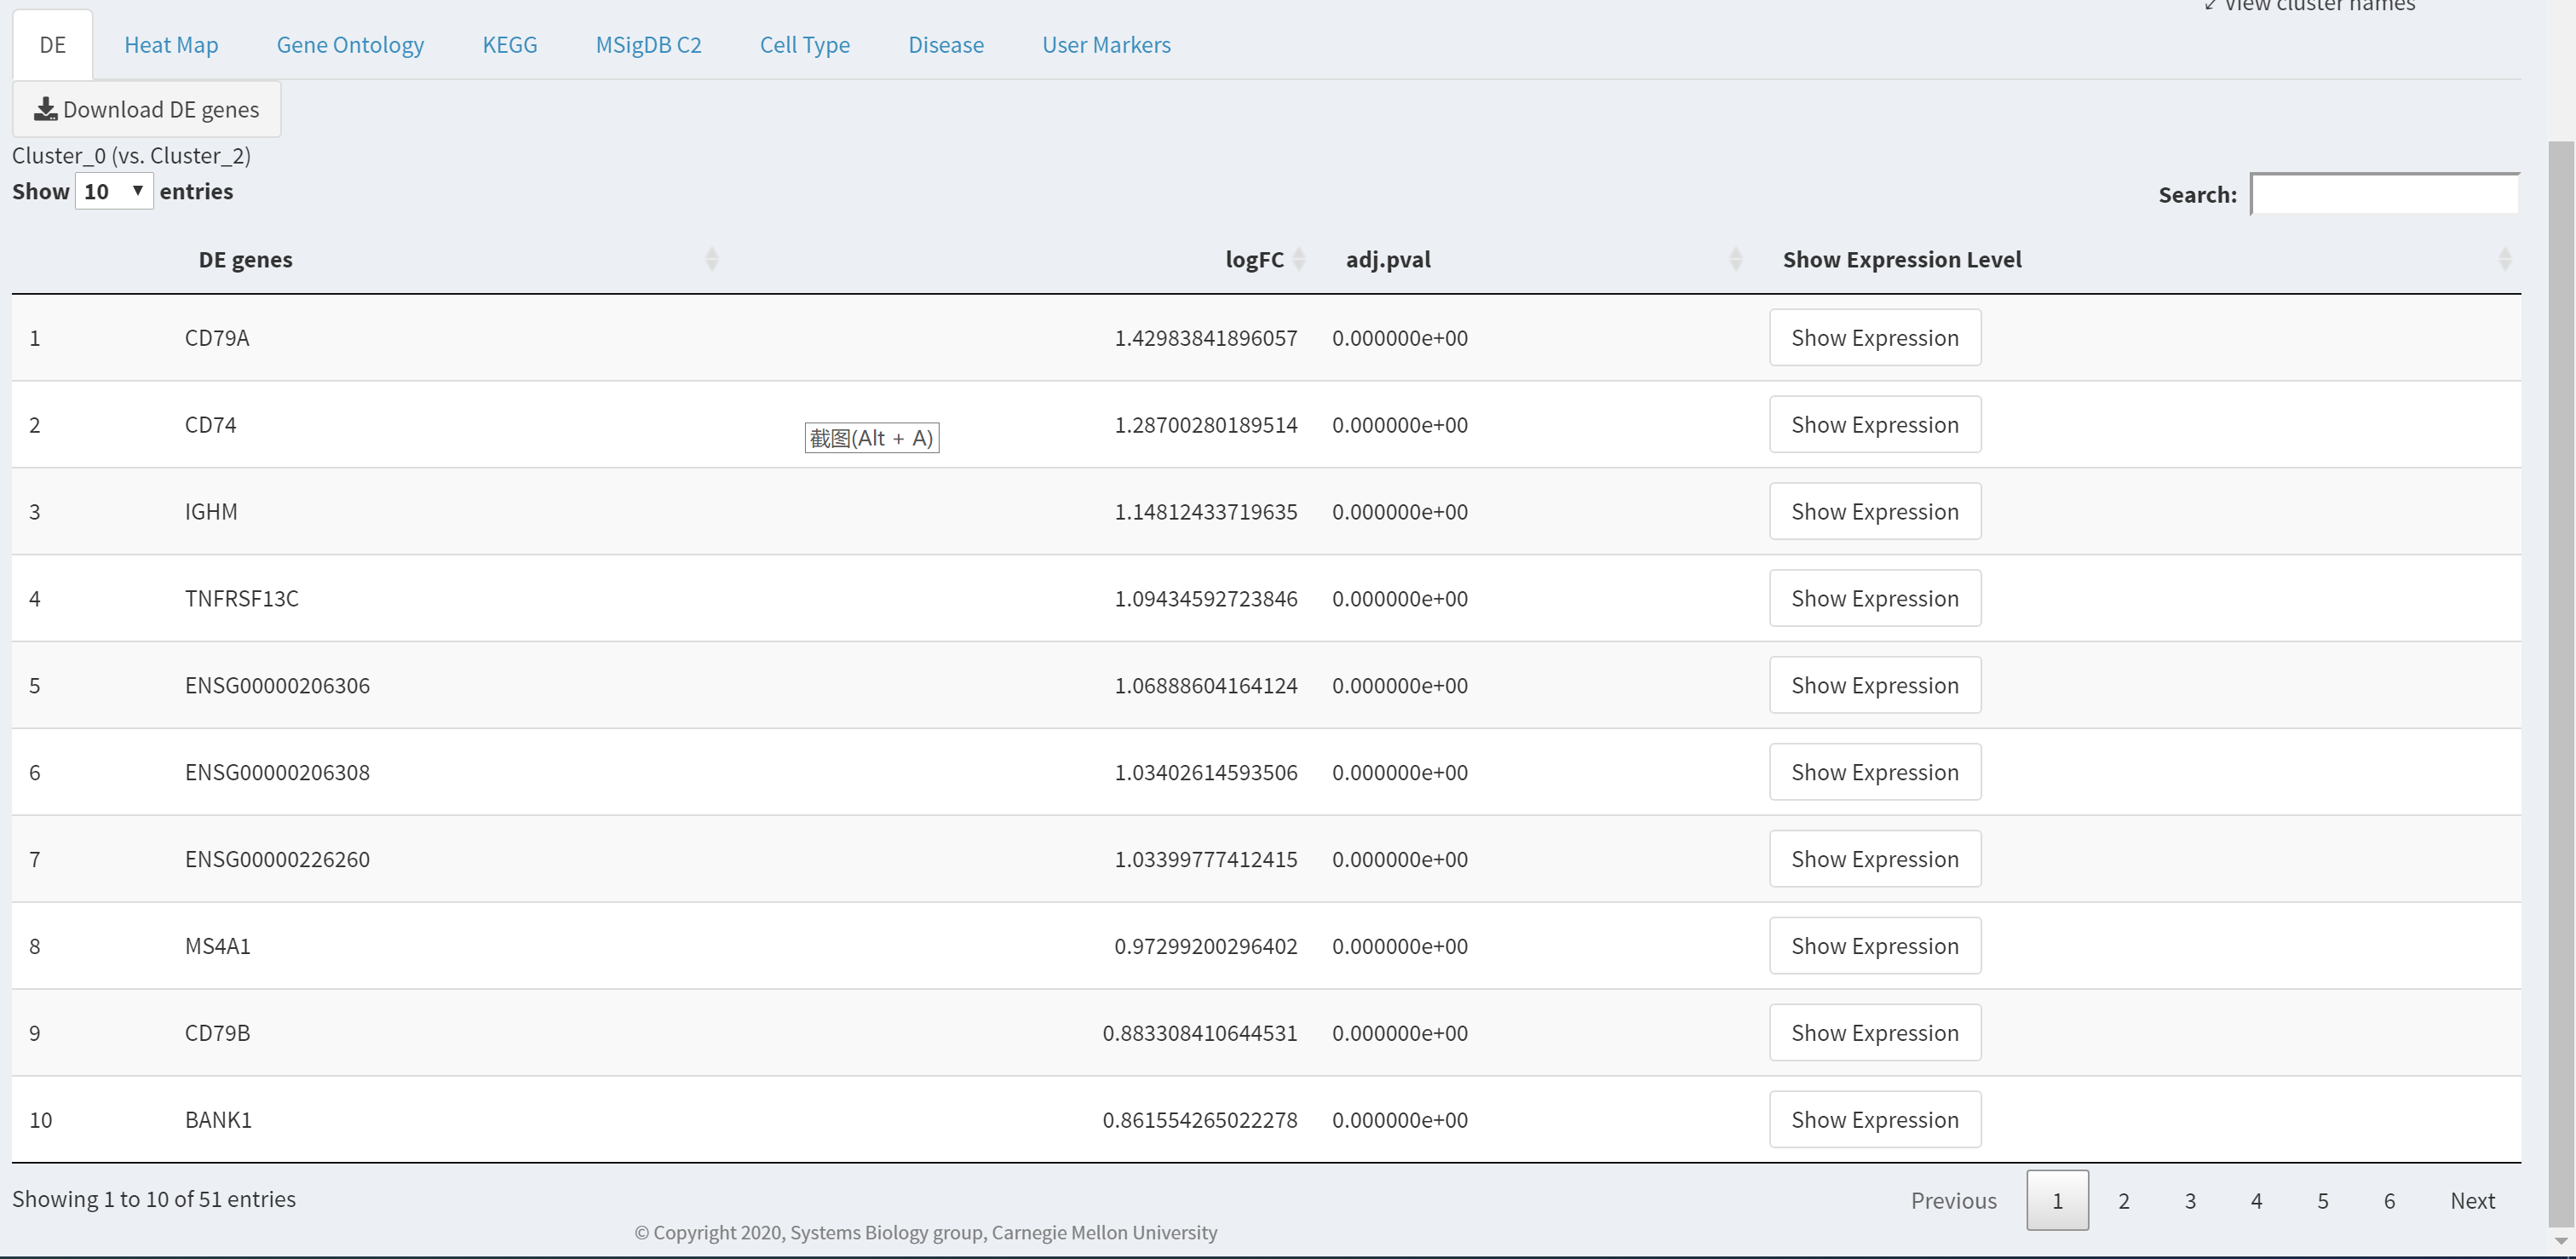 View cluster names
DE Heat Map Gene Ontology KEGG MSigDB C2 Cell Type Disease User Markers
Download DE genes
Cluster_0 (vs. Cluster_2)
Show 10 entries Search:
DE genes logFC adj.pval Show Expression Level
1 CD79A 1.42983841896057 0.000000e+00 Show Expression
2 CD74 1.28700280189514 0.000000e+00 Show Expression
截图(Alt + A)
3 IGHM 1.14812433719635 0.000000e+00 Show Expression
4 TNFRSF13C 1.09434592723846 0.000000e+00 Show Expression
5 ENSG00000206306 1.06888604164124 0.000000e+00 Show Expression
6 ENSG00000206308 1.03402614593506 0.000000e+00 Show Expression
7 ENSG00000226260 1.03399777412415 0.000000e+00 Show Expression
8 MS4A1 0.97299200296402 0.000000e+00 Show Expression
9 CD79B 0.883308410644531 0.000000e+00 Show Expression
10 BANK1 0.861554265022278 0.000000e+00 Show Expression
Showing 1 to 10 of 51 entries Previous 1 2 3 4 5 6 Next
© Copyright 2020, Systems Biology group, Carnegie Mellon University